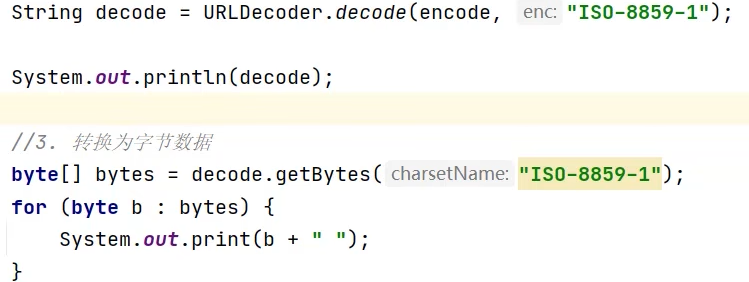 String decode = URLDecoder.decode(encode, enc: "ISO-8859-1");
System.out.println(decode);
//3. 转换为字节数据
byte[] bytes = decode.getBytes( charsetName: "ISO-8859-1");
for (byte b : bytes) {
    System.out.print(b + " ");
}